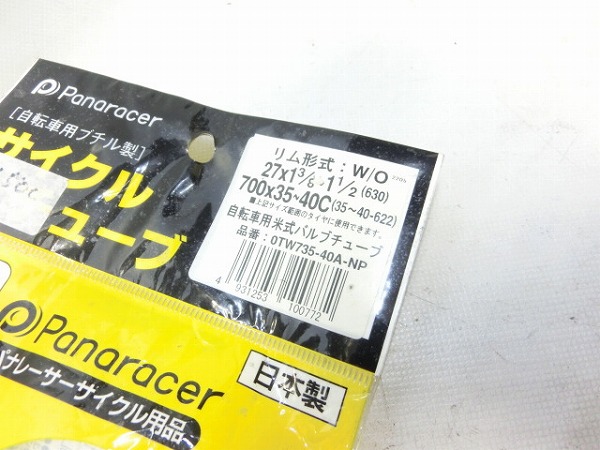 Panaracer
[自転車用ブチル製]
サイクル
ューブ
リム形式：W/O
27x1 3/8~1 1/2 (630)
700x35~40C(35~40-622)
■上記サイズ範囲のタイヤに使用できます。
自転車用米式バルブチューブ
品番：0TW735-40A-NP
4 931253 100772
Panaracer
パナレーサーサイクル用品~
日本製